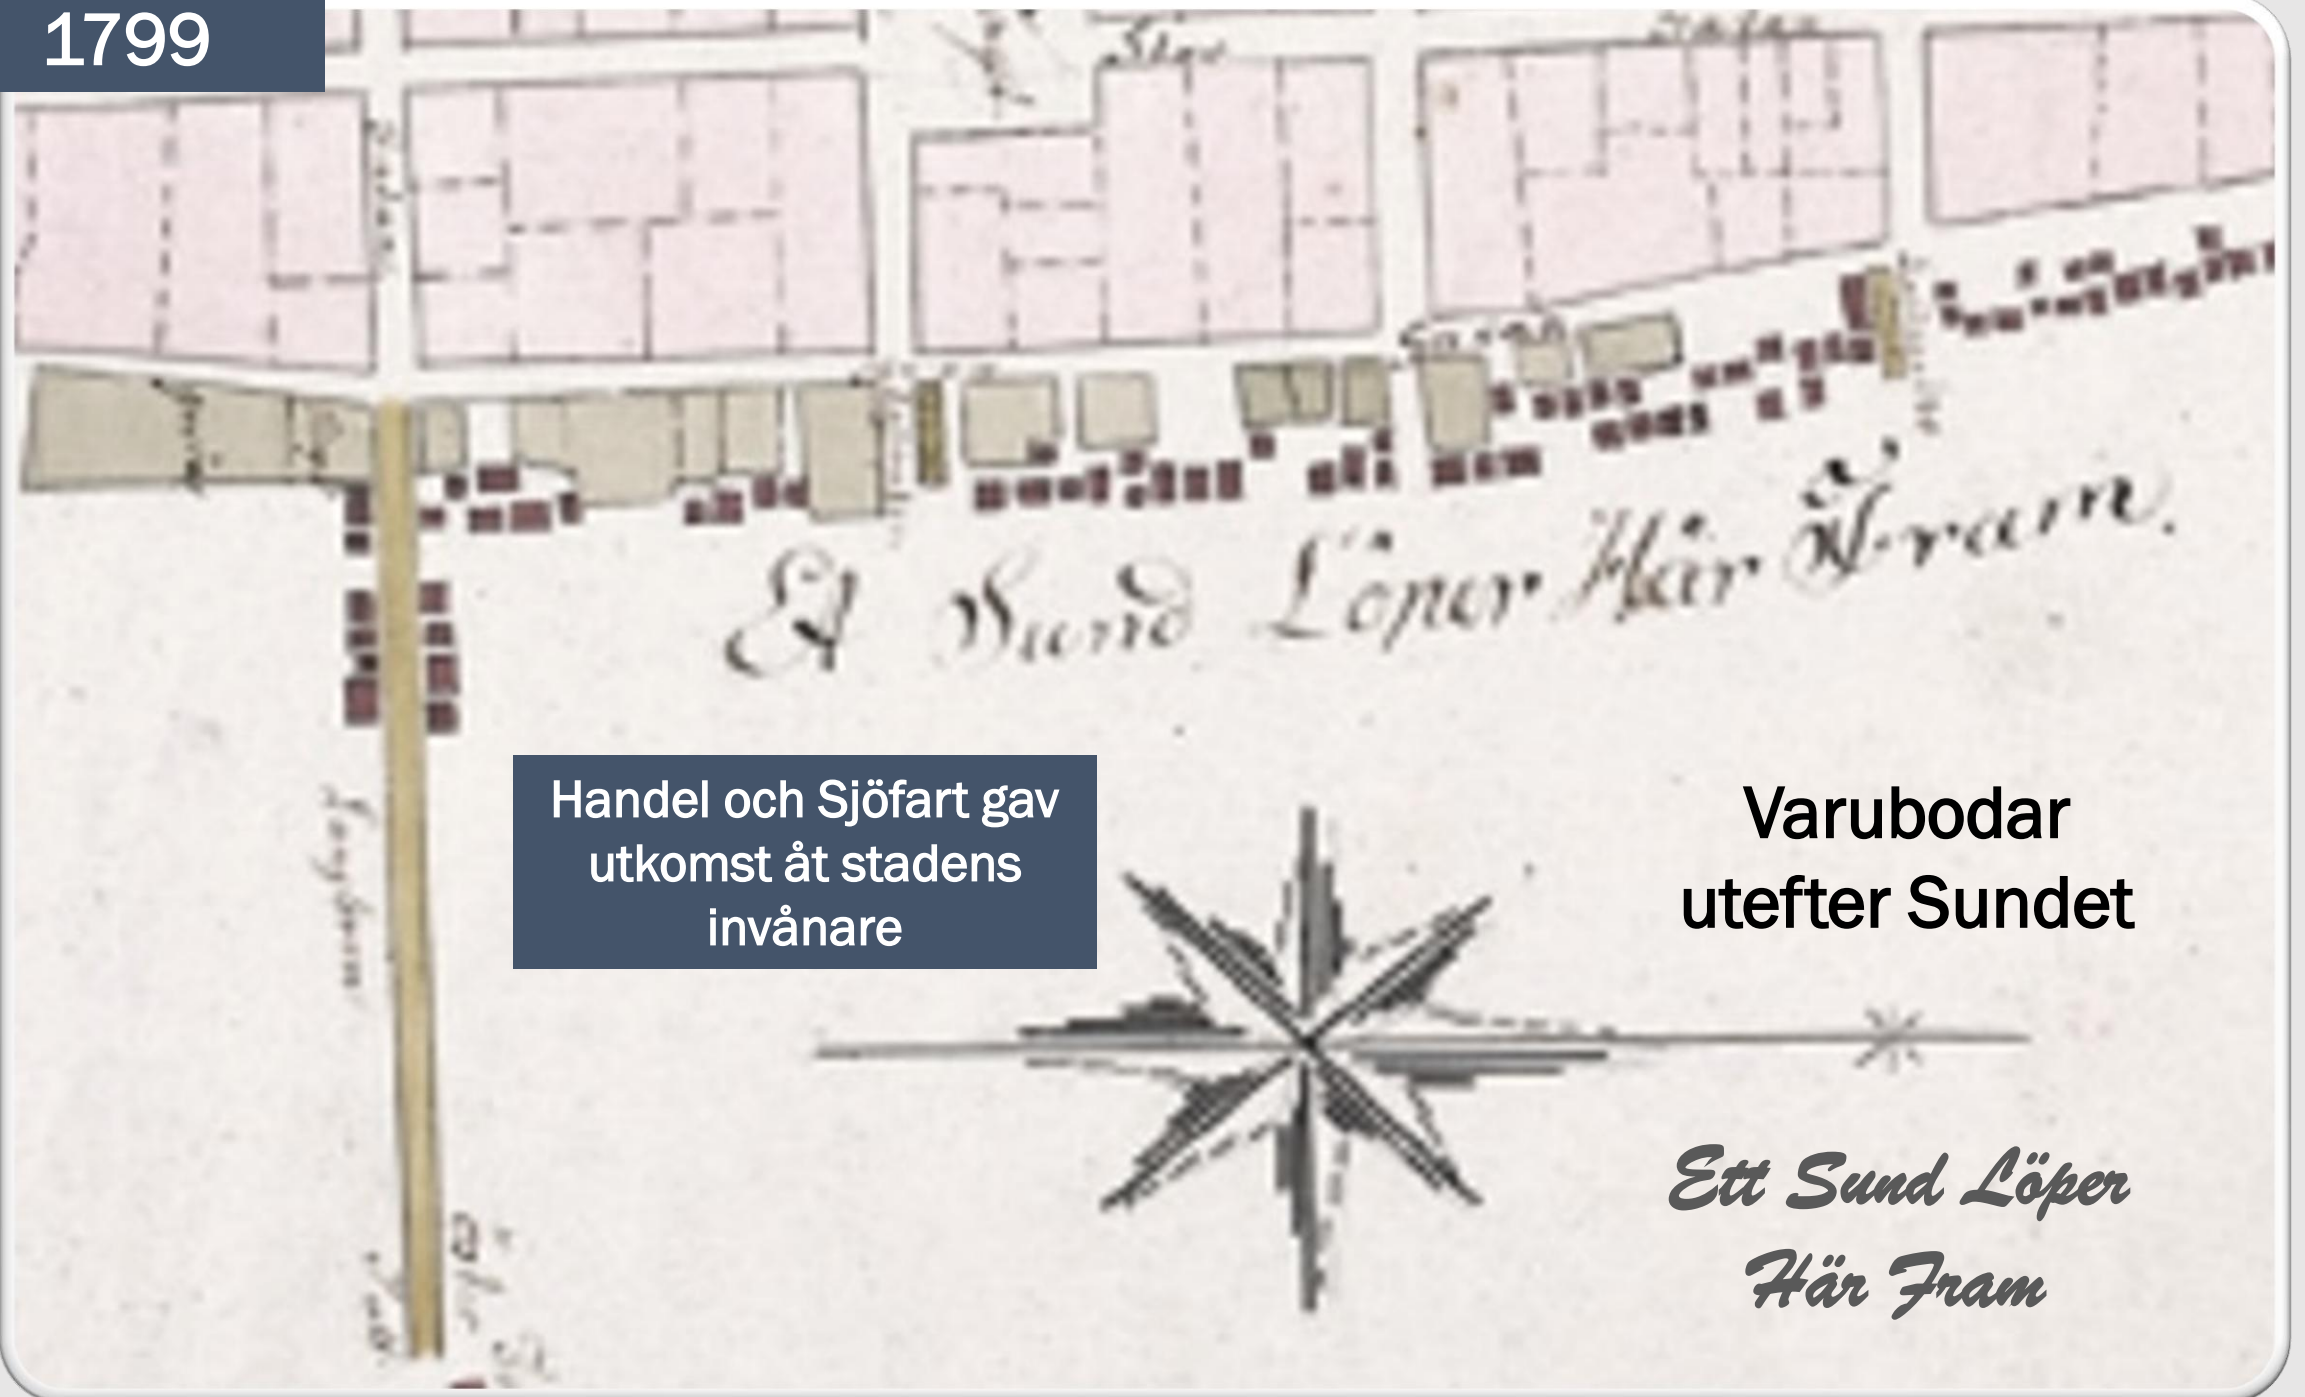 1799
Et Sund Löper Här Fram.
Handel och Sjöfart gav
utkomst åt stadens
invånare
Varubodar
utefter Sundet
Ett Sund Löper
Här Fram